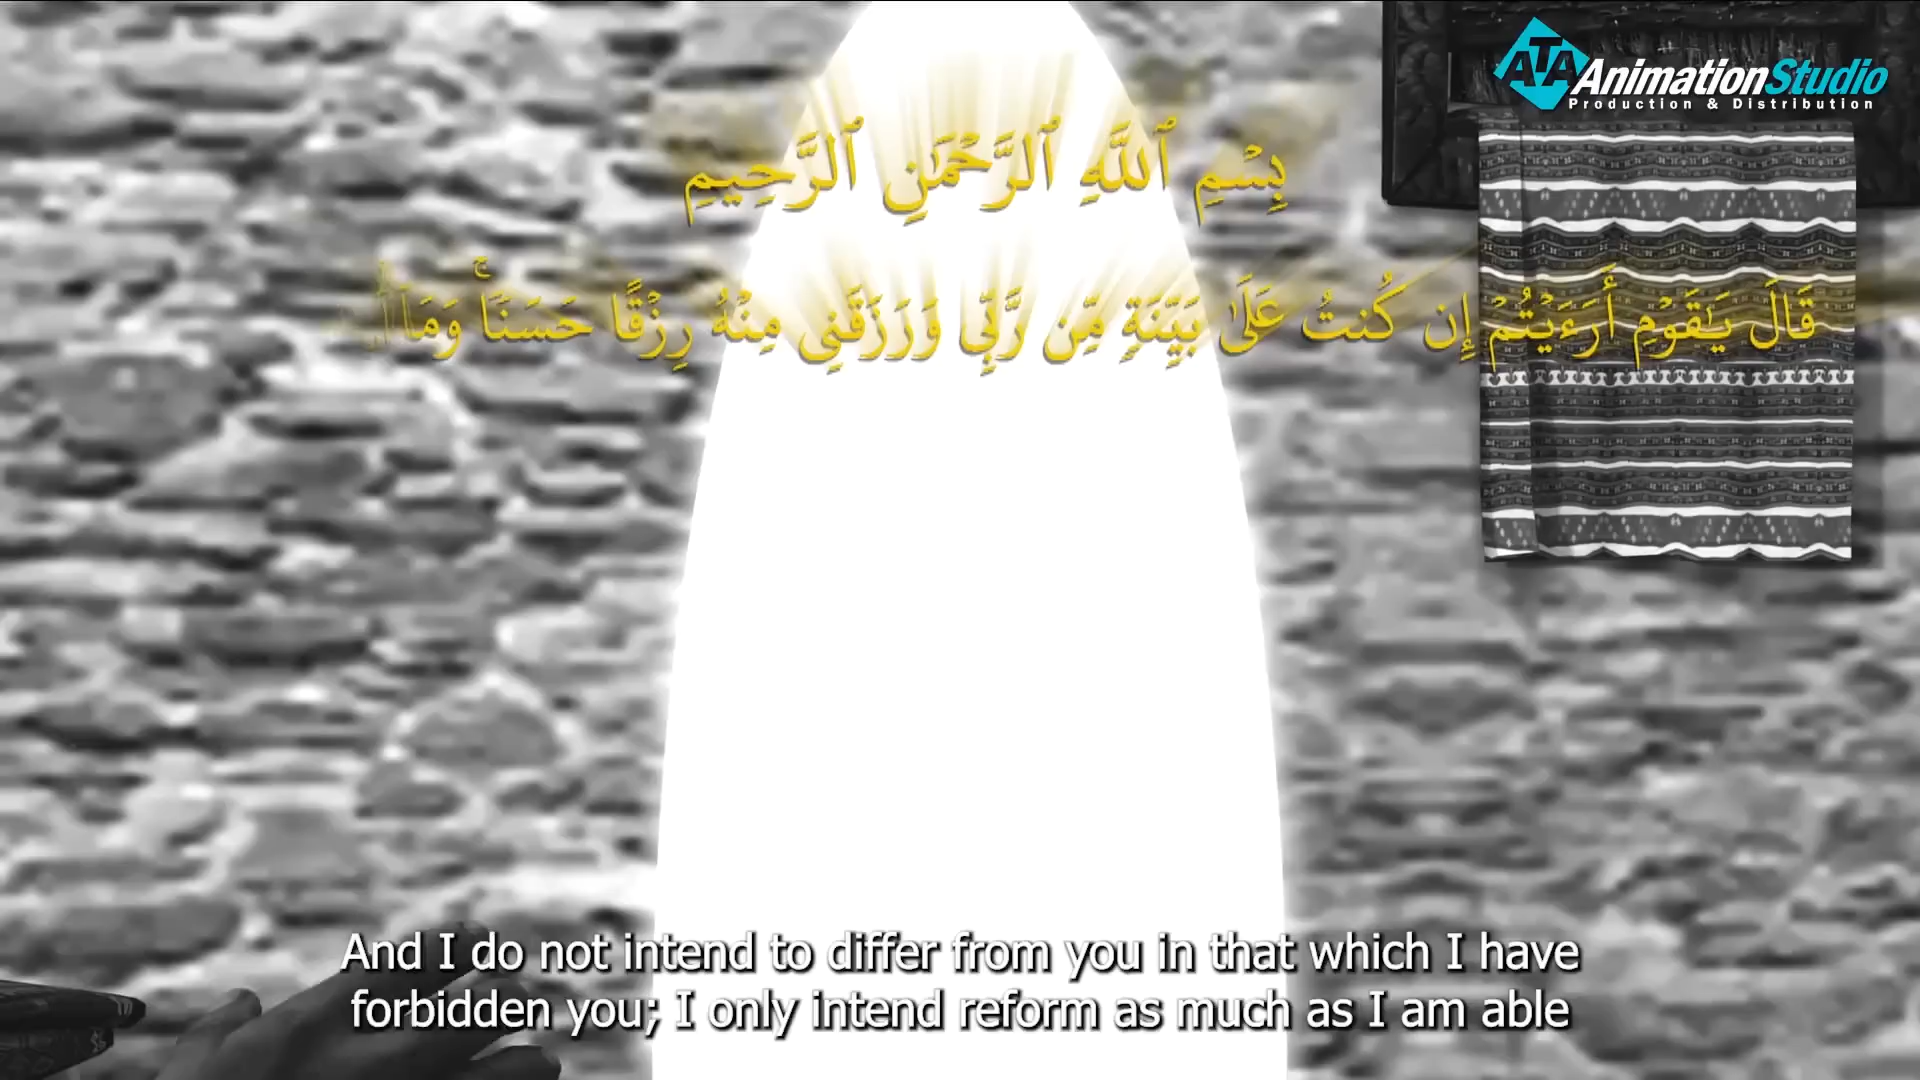 ATA AnimationStudio
Production & Distribution
بِسْمِ ٱللَّهِ ٱلرَّحْمَٰنِ ٱلرَّحِيمِ
قَالَ يَٰقَوْمِ أَرَءَيْتُمْ إِن كُنتُ عَلَىٰ بَيِّنَةٍ مِّن رَّبِّى وَرَزَقَنِى مِنْهُ رِزْقًا حَسَنًا ۚ وَمَآ
And I do not intend to differ from you in that which I have
forbidden you; I only intend reform as much as I am able